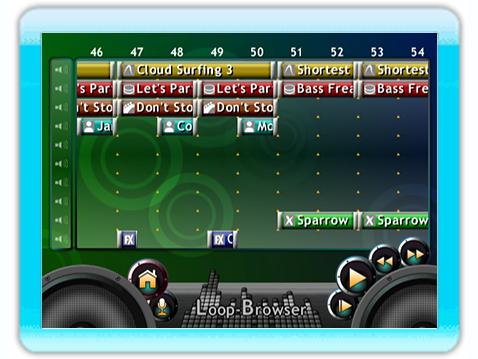 46 47 48 49 50 51 52 53 54
Cloud Surfing 3 Shortest Shortest
's Par Let's Par Let's Par Bass Frea Bass Fre
't Sto Don't Sto Don't Sto
Ja Co Mo
X Sparrow X Sparrow
FX FX
Loop-Browser